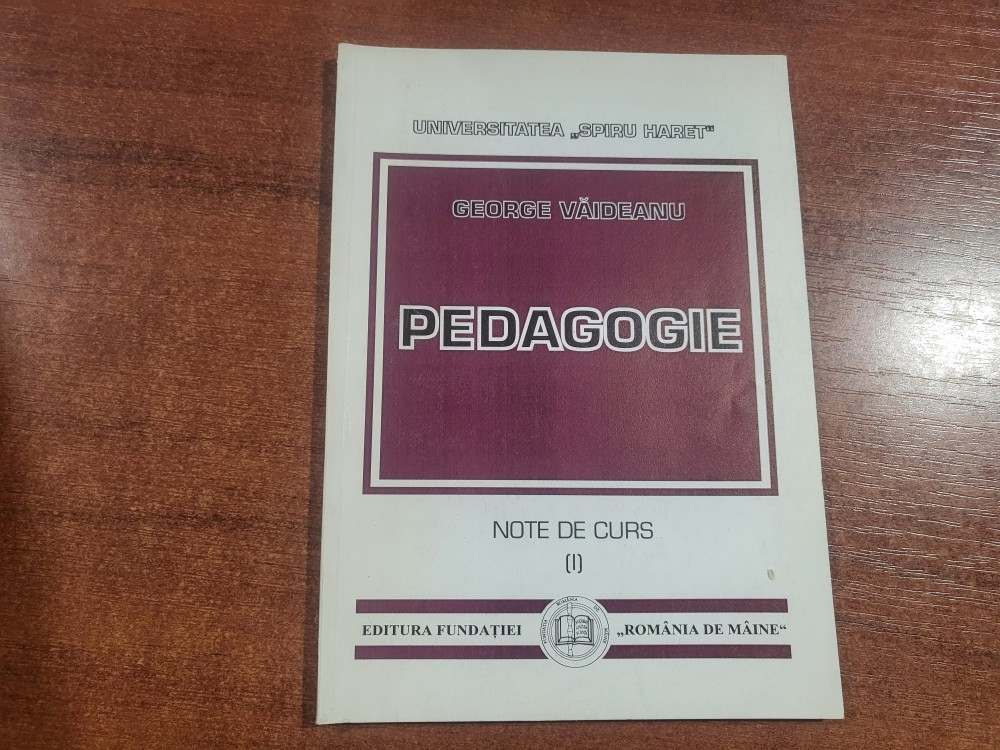 UNIVERSITATEA „SPIRU HARET“
GEORGE VĂIDEANU
PEDAGOGIE
NOTE DE CURS
(I)
EDITURA FUNDAȚIEI „ROMÂNIA DE MÂINE“